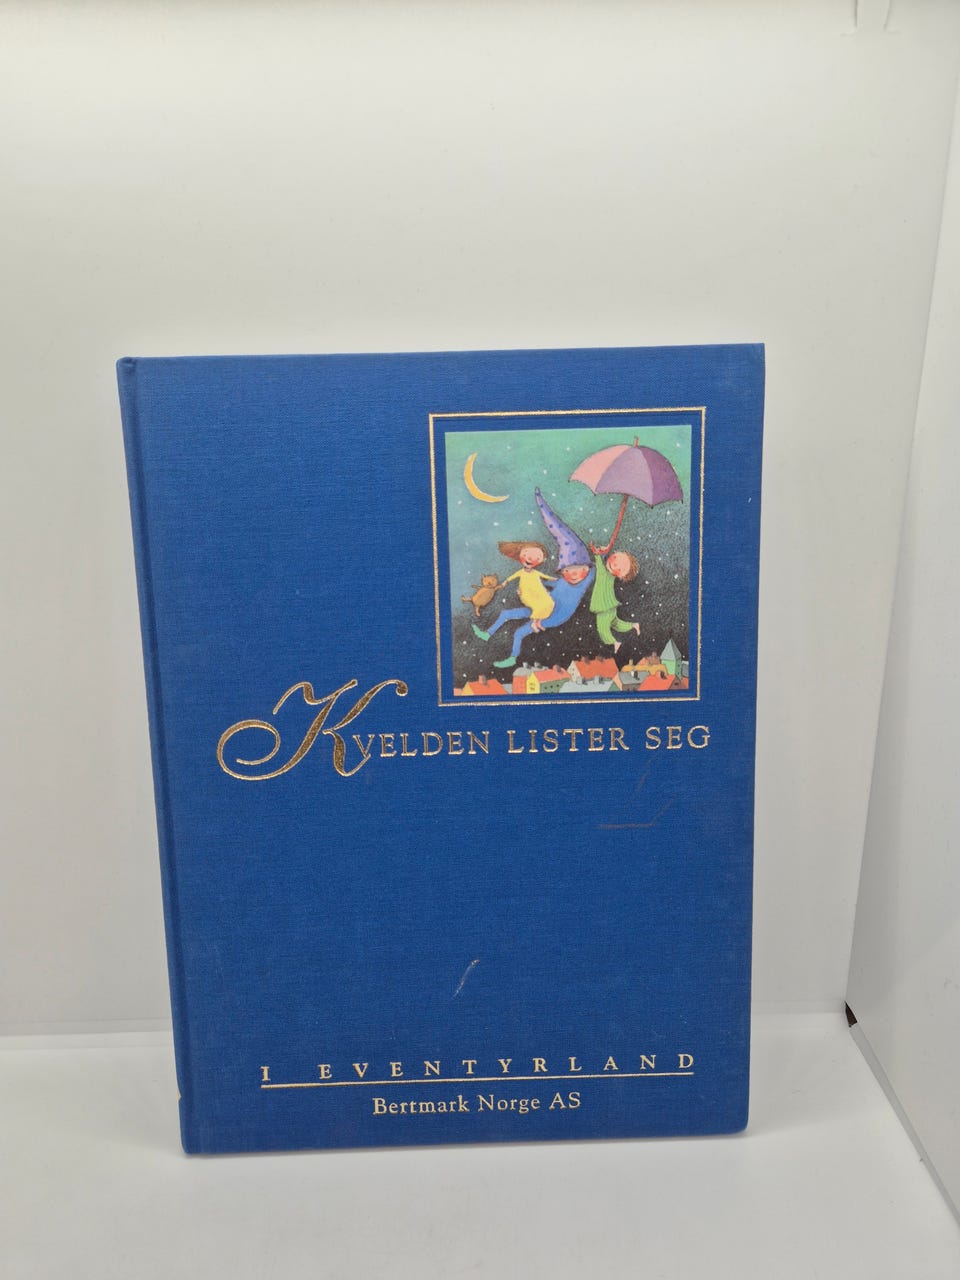 KVELDEN LISTER SEG
I EVENTYRLAND
Bertmark Norge AS